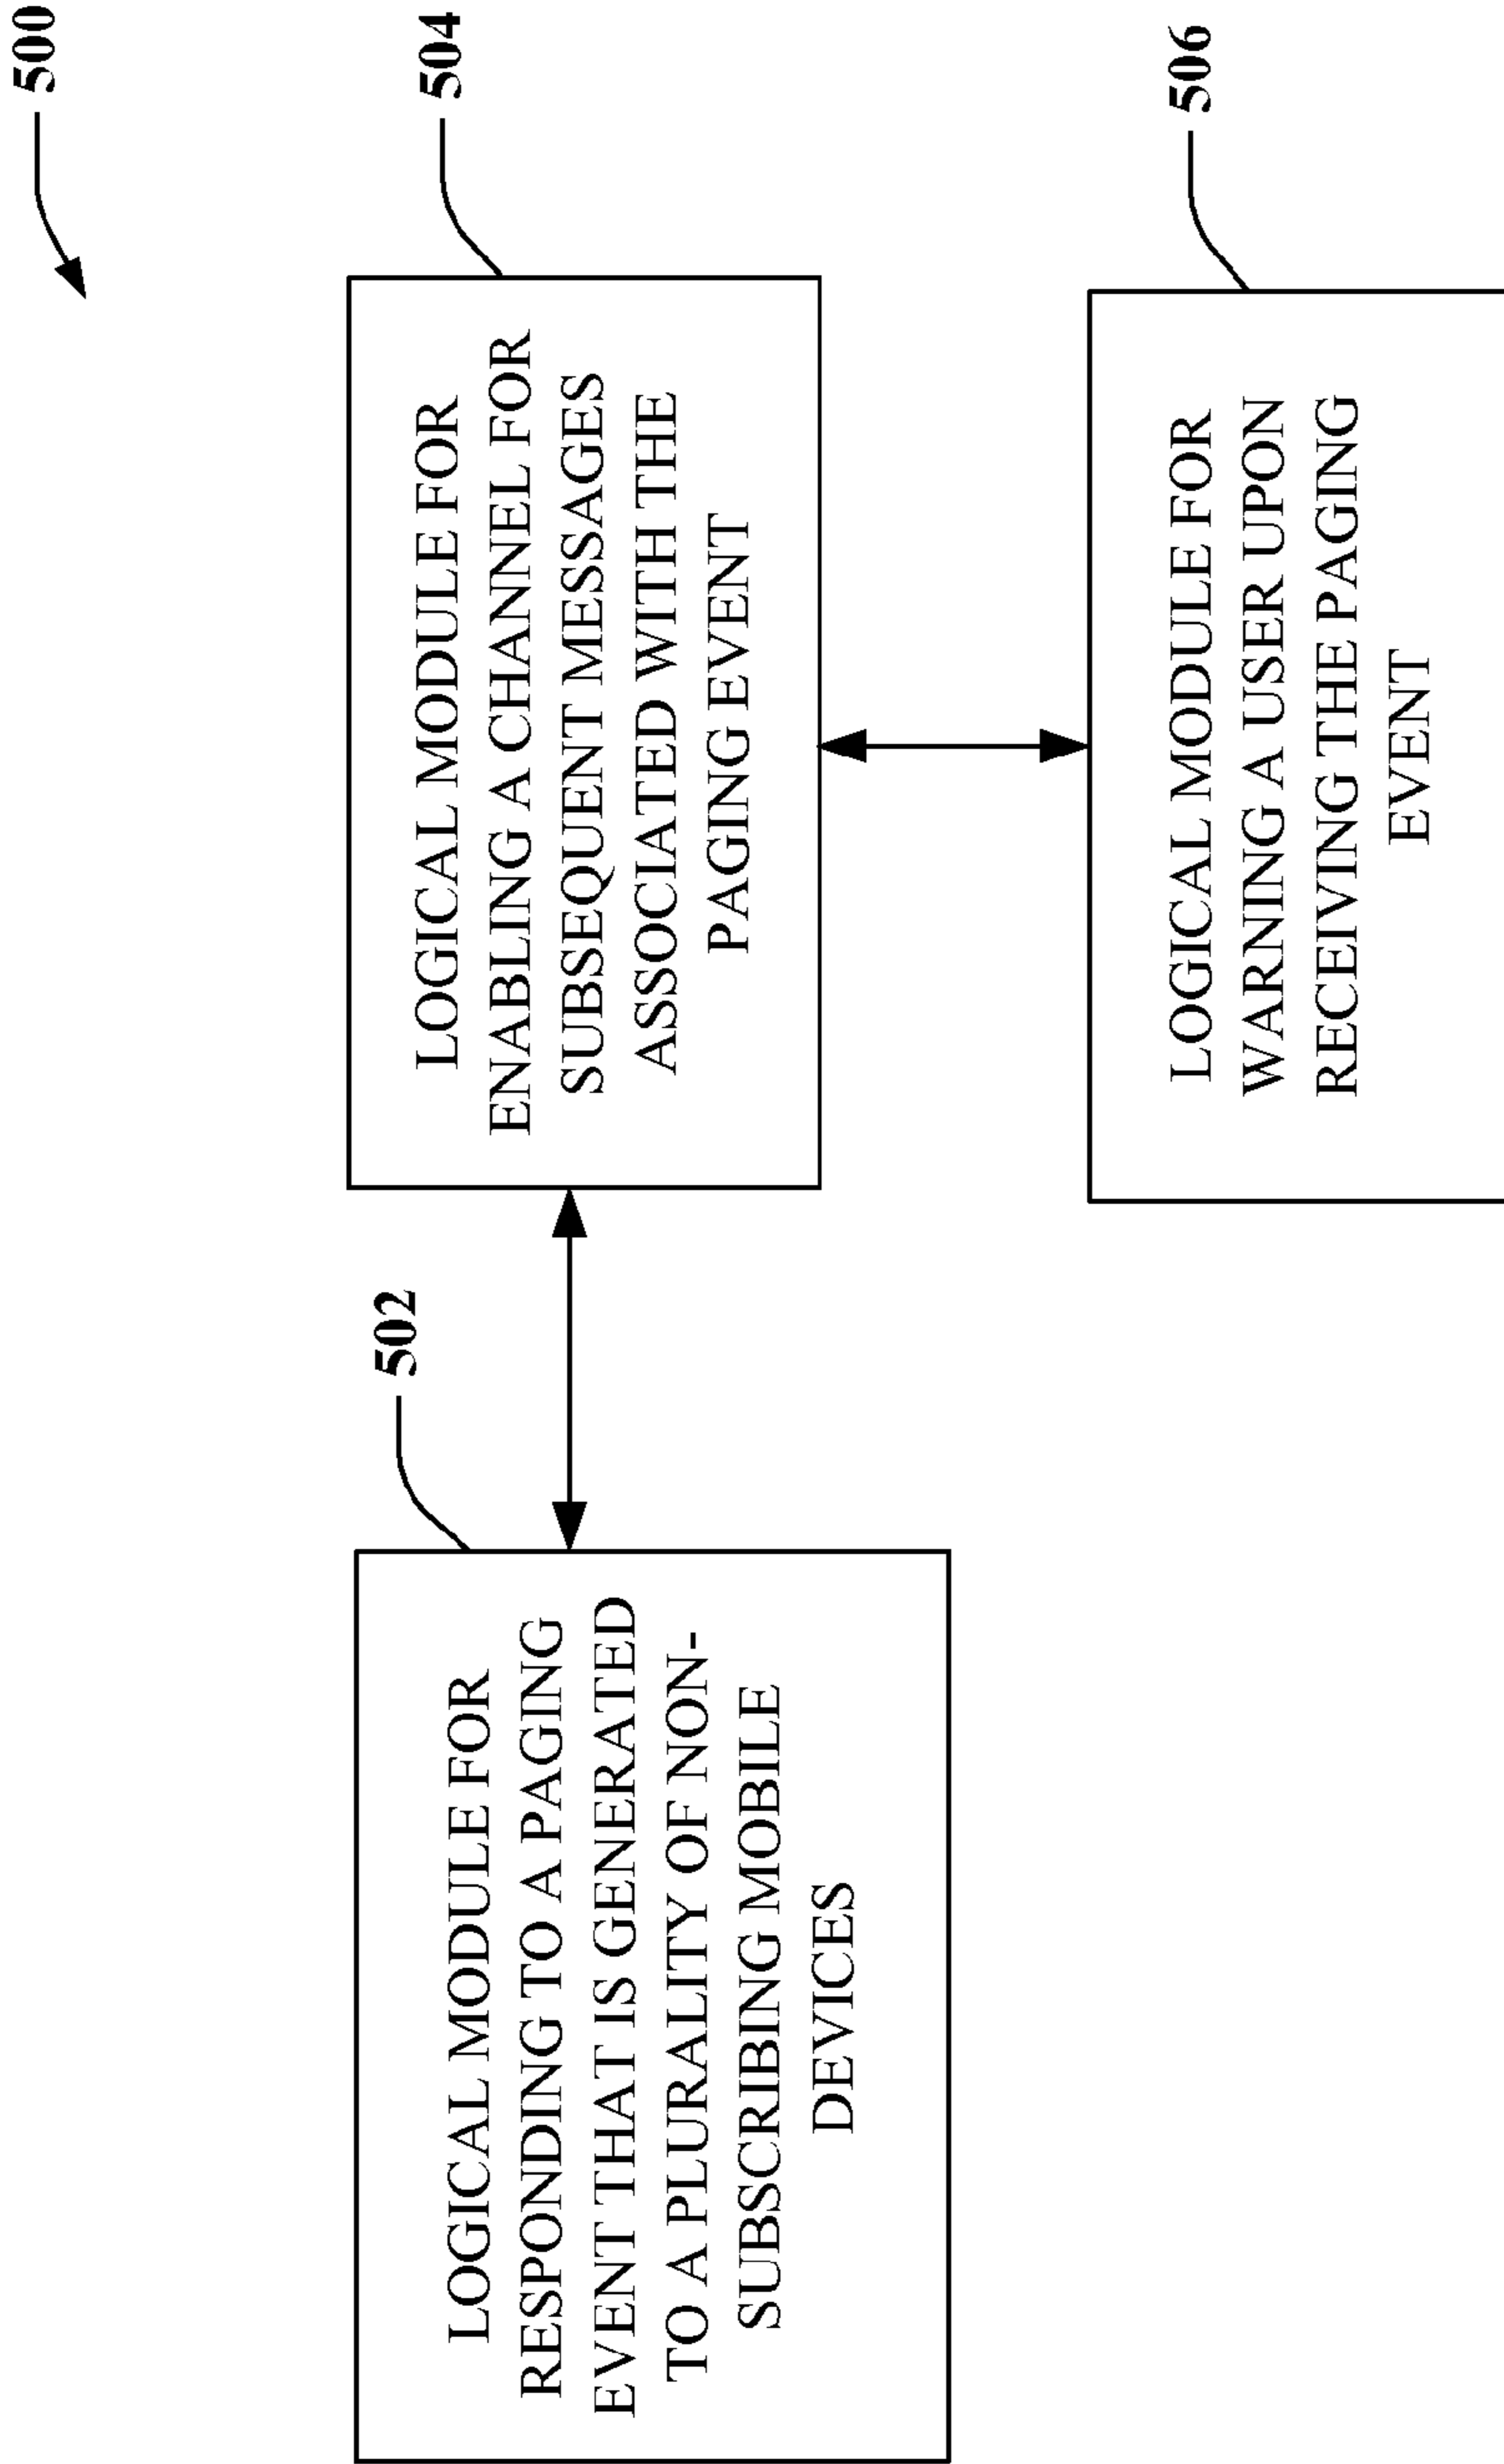 500
502
LOGICAL MODULE FOR
RESPONDING TO A PAGING
EVENT THAT IS GENERATED
TO A PLURALITY OF NON-
SUBSCRIBING MOBILE
DEVICES
504
LOGICAL MODULE FOR
ENABLING A CHANNEL FOR
SUBSEQUENT MESSAGES
ASSOCIATED WITH THE
PAGING EVENT
506
LOGICAL MODULE FOR
WARNING A USER UPON
RECEIVING THE PAGING
EVENT